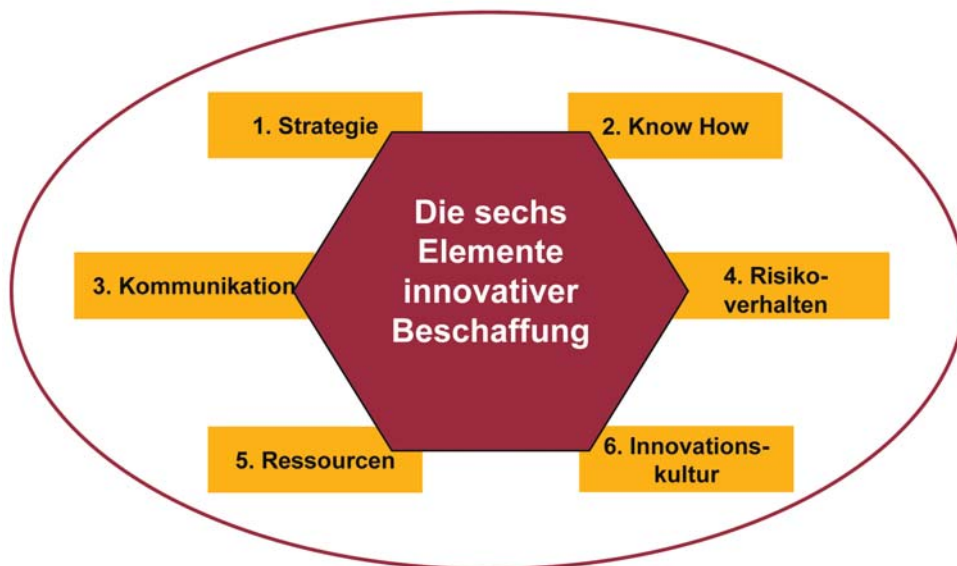 1. Strategie
2. Know How
Die sechs
Elemente
innovativer
Beschaffung
3. Kommunikation
4. Risiko-
verhalten
5. Ressourcen
6. Innovations-
kultur